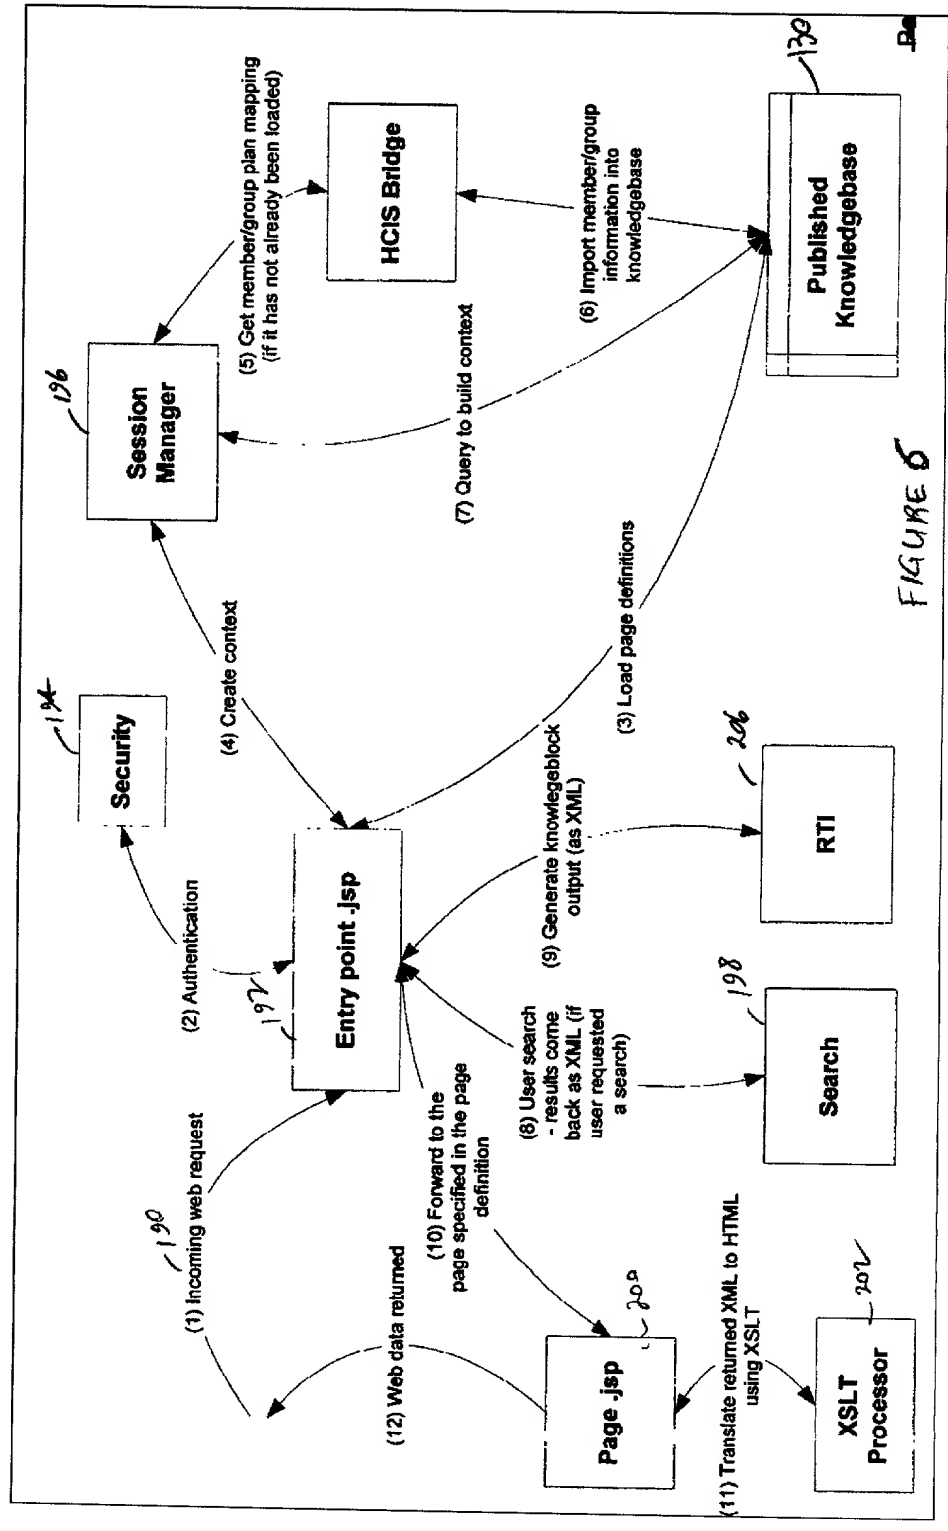 (1) Incoming web request
190
(12) Web data returned
(2) Authentication
192
Security
194
Entry point .jsp
(4) Create context
Session
Manager
196
(5) Get member/group plan mapping
(if it has not already been loaded)
HCIS Bridge
(6) Import member/group
information into
knowledgebase
(7) Query to build context
(3) Load page definitions
Published
Knowledgebase
130
(10) Forward to the
page specified in the page
definition
(8) User search
- results come
back as XML (if
user requested
a search)
(9) Generate knowlegeblock
output (as XML)
Page .jsp
200
(11) Translate returned XML to HTML
using XSLT
XSLT
Processor
202
Search
198
RTI
206
FIGURE 6